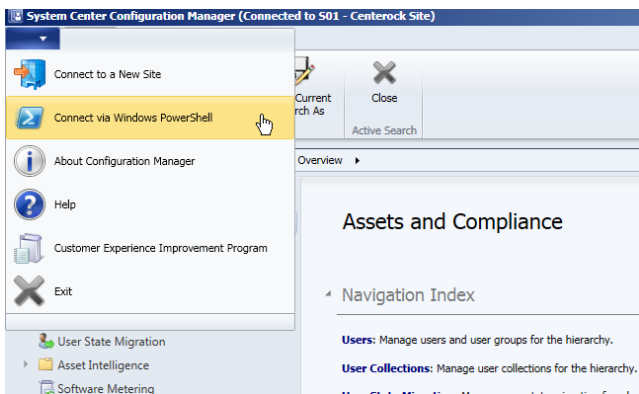 System Center Configuration Manager (Connected to S01 - Centerock Site)
Connect to a New Site
Connect via Windows PowerShell
About Configuration Manager
Help
Customer Experience Improvement Program
Exit
Current
rch As
Close
Active Search
Overview
Assets and Compliance
Navigation Index
Users: Manage users and user groups for the hierarchy.
User Collections: Manage user collections for the hierarchy.
User State Migration
Asset Intelligence
Software Metering